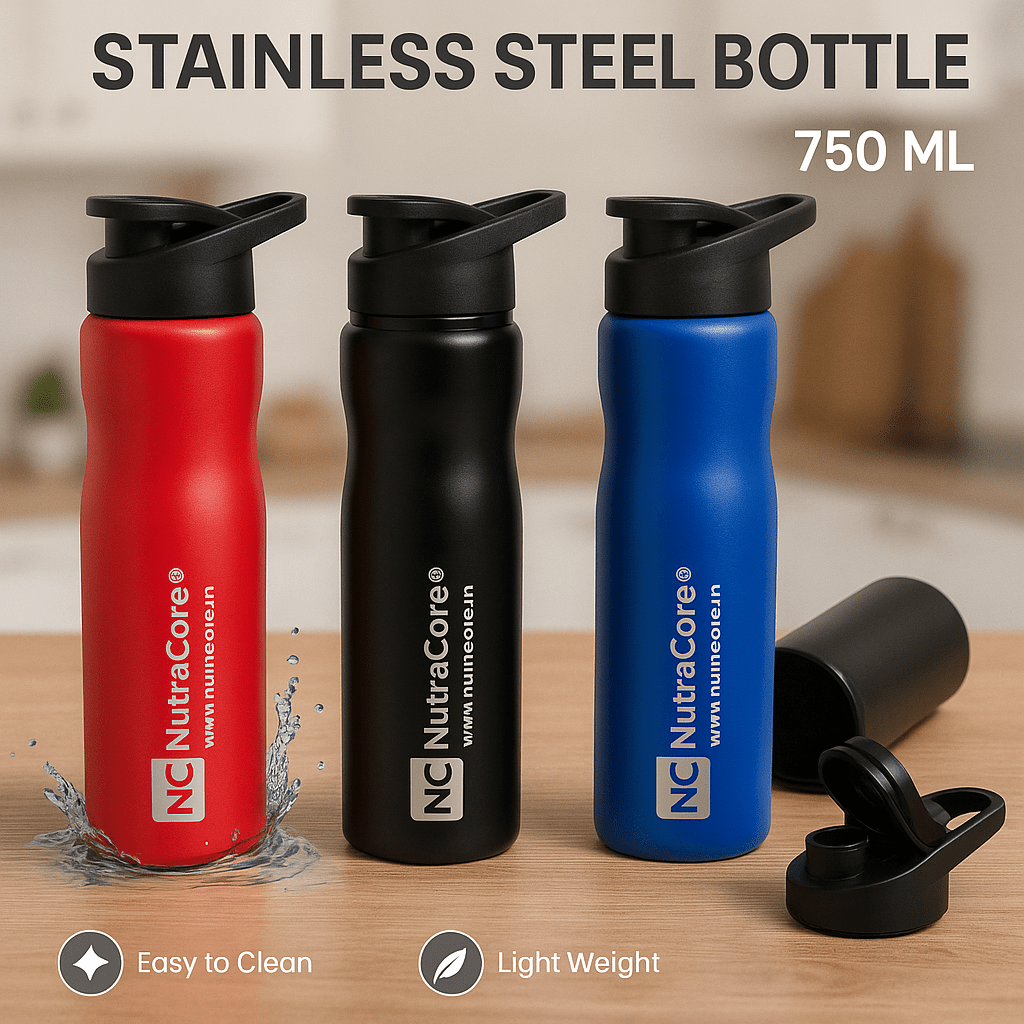 STAINLESS STEEL BOTTLE
750 ML
NC NutraCore®
NC NutraCore®
NC NutraCore®
Easy to Clean
Light Weight